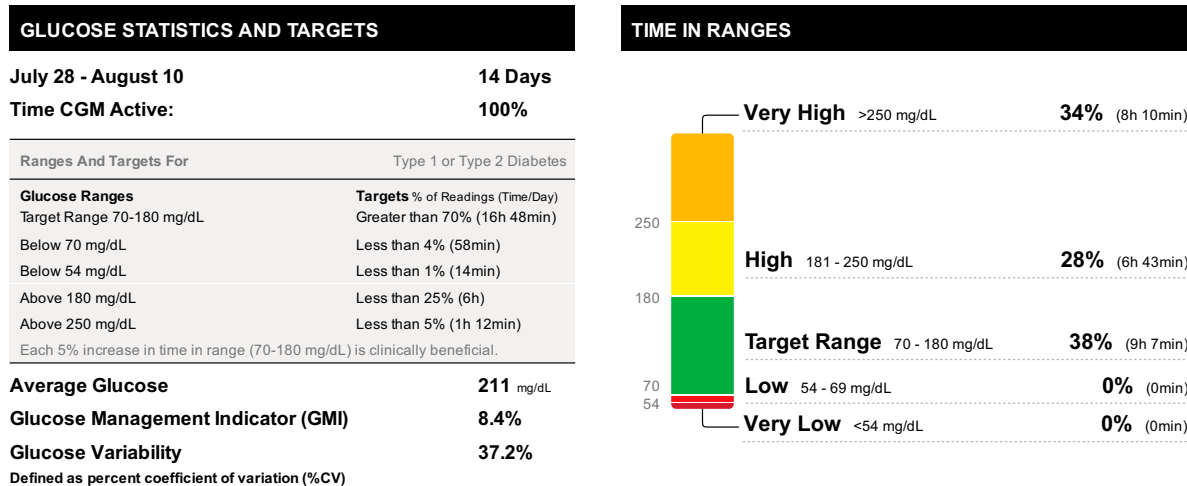 GLUCOSE STATISTICS AND TARGETS
July 28 - August 10 14 Days
Time CGM Active: 100%
Ranges And Targets For Type 1 or Type 2 Diabetes
Glucose Ranges Targets % of Readings (Time/Day)
Target Range 70-180 mg/dL Greater than 70% (16h 48min)
Below 70 mg/dL Less than 4% (58min)
Below 54 mg/dL Less than 1% (14min)
Above 180 mg/dL Less than 25% (6h)
Above 250 mg/dL Less than 5% (1h 12min)
Each 5% increase in time in range (70-180 mg/dL) is clinically beneficial.
Average Glucose 211 mg/dL
Glucose Management Indicator (GMI) 8.4%
Glucose Variability 37.2%
Defined as percent coefficient of variation (%CV)
TIME IN RANGES
Very High >250 mg/dL 34% (8h 10min)
250
High 181 - 250 mg/dL 28% (6h 43min)
180
Target Range 70 - 180 mg/dL 38% (9h 7min)
70
Low 54 - 69 mg/dL 0% (0min)
54
Very Low <54 mg/dL 0% (0min)